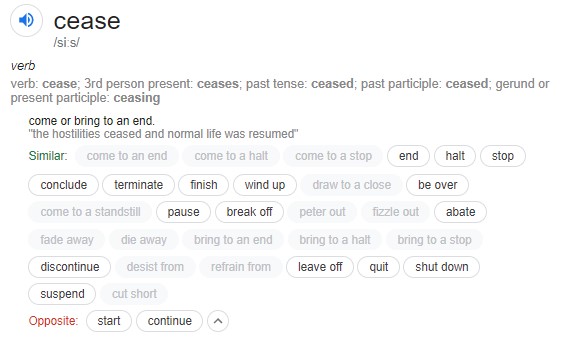 cease
/siːs/
verb
verb: cease; 3rd person present: ceases; past tense: ceased; past participle: ceased; gerund or
present participle: ceasing
come or bring to an end.
"the hostilities ceased and normal life was resumed"
Similar: come to an end come to a halt come to a stop end halt stop
conclude terminate finish wind up draw to a close be over
come to a standstill pause break off peter out fizzle out abate
fade away die away bring to an end bring to a halt bring to a stop
discontinue desist from refrain from leave off quit shut down
suspend cut short
Opposite: start continue